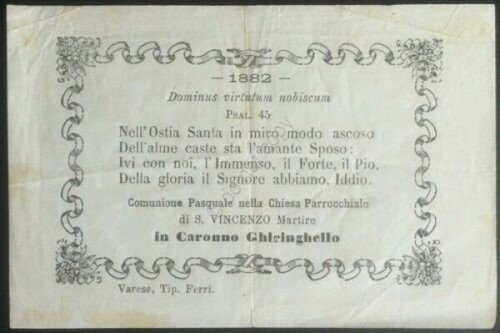 — 1882 —
Dominus virtutum nobiscum
PSAL. 45
Nell'Ostia Santa in miro modo ascoso
Dell'alme caste sta l'amante Sposo:
Ivi con noi, l'Immenso, il Forte, il Pio,
Della gloria il Signore abbiamo, Iddio.
Comunione Pasquale nella Chiesa Parrocchiale
di S. VINCENZO Martire
in Caronno Ghiringhello
Varese, Tip. Ferri.